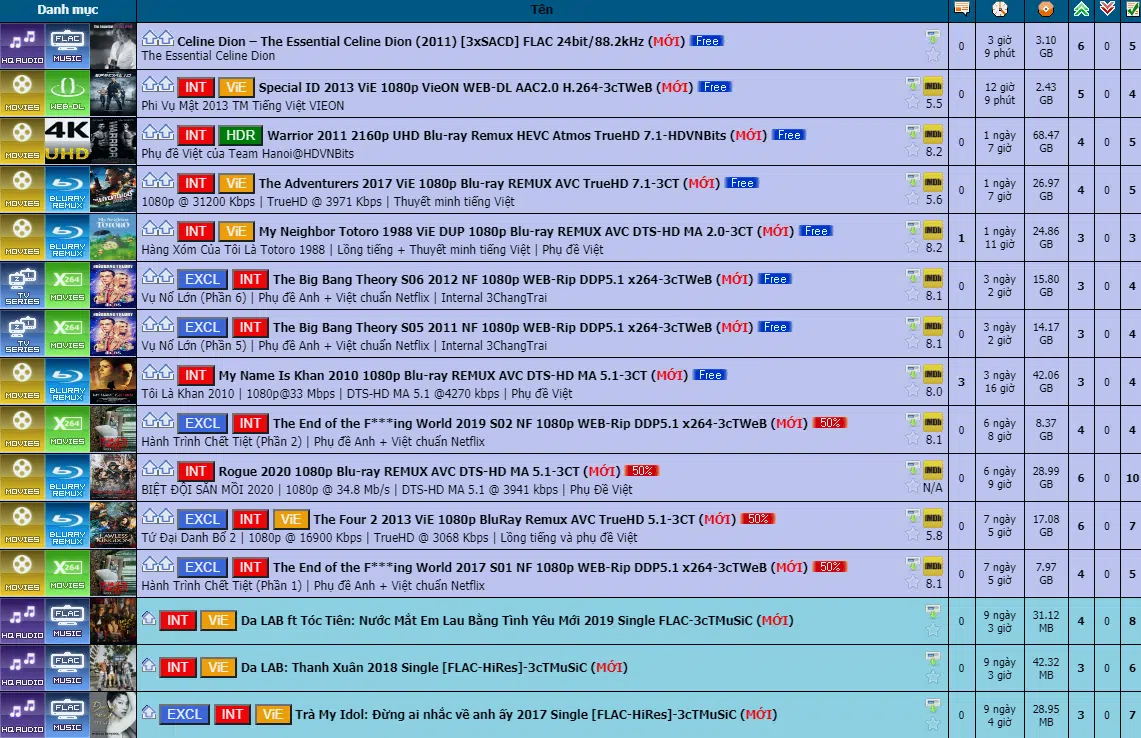 Danh mục Tên
HQ AUDIO FLAC MUSIC Celine Dion – The Essential Celine Dion (2011) [3xSACD] FLAC 24bit/88.2kHz (MỚI) Free 0 3 giờ 9 phút 3.10 GB 6 0 5
The Essential Celine Dion
MOVIES WEB-DL INT ViE Special ID 2013 ViE 1080p VieON WEB-DL AAC2.0 H.264-3cTWeB (MỚI) Free IMDb 0 12 giờ 9 phút 2.43 GB 5 0 4
Phi Vụ Mật 2013 TM Tiếng Việt VIEON 5.5
MOVIES 4K UHD WARRIOR INT HDR Warrior 2011 2160p UHD Blu-ray Remux HEVC Atmos TrueHD 7.1-HDVNBits (MỚI) Free IMDb 0 1 ngày 7 giờ 68.47 GB 4 0 5
Phụ đề Việt của Team Hanoi@HDVNBits 8.2
MOVIES BLURAY REMUX INT ViE The Adventurers 2017 ViE 1080p Blu-ray REMUX AVC TrueHD 7.1-3CT (MỚI) Free IMDb 0 1 ngày 7 giờ 26.97 GB 4 0 5
1080p @ 31200 Kbps | TrueHD @ 3971 Kbps | Thuyết minh tiếng Việt 5.6
MOVIES BLURAY REMUX TOTORO INT ViE My Neighbor Totoro 1988 ViE DUP 1080p Blu-ray REMUX AVC DTS-HD MA 2.0-3CT (MỚI) Free IMDb 1 1 ngày 11 giờ 24.86 GB 3 0 3
Hàng Xóm Của Tôi Là Totoro 1988 | Lồng tiếng + Thuyết minh tiếng Việt | Phụ đề Việt 8.2
TV SERIES X264 MOVIES EXCL INT The Big Bang Theory S06 2012 NF 1080p WEB-Rip DDP5.1 x264-3cTWeB (MỚI) Free IMDb 0 3 ngày 2 giờ 15.80 GB 3 0 4
Vụ Nổ Lớn (Phần 6) | Phụ đề Anh + Việt chuẩn Netflix | Internal 3ChangTrai 8.1
TV SERIES X264 MOVIES EXCL INT The Big Bang Theory S05 2011 NF 1080p WEB-Rip DDP5.1 x264-3cTWeB (MỚI) Free IMDb 0 3 ngày 2 giờ 14.17 GB 3 0 4
Vụ Nổ Lớn (Phần 5) | Phụ đề Anh + Việt chuẩn Netflix | Internal 3ChangTrai 8.1
MOVIES BLURAY REMUX INT My Name Is Khan 2010 1080p Blu-ray REMUX AVC DTS-HD MA 5.1-3CT (MỚI) Free IMDb 3 3 ngày 16 giờ 42.06 GB 3 0 4
Tôi Là Khan 2010 | 1080p@33 Mbps | DTS-HD MA 5.1 @4270 kbps | Phụ đề Việt 8.0
MOVIES X264 MOVIES EXCL INT The End of the F***ing World 2019 S02 NF 1080p WEB-Rip DDP5.1 x264-3cTWeB (MỚI) 50% IMDb 0 6 ngày 8 giờ 8.37 GB 4 0 4
Hành Trình Chết Tiệt (Phần 2) | Phụ đề Anh + Việt chuẩn Netflix 8.1
MOVIES BLURAY REMUX INT Rogue 2020 1080p Blu-ray REMUX AVC DTS-HD MA 5.1-3CT (MỚI) 50% IMDb 0 6 ngày 9 giờ 28.99 GB 6 0 10
BIỆT ĐỘI SĂN MỒI 2020 | 1080p @ 34.8 Mb/s | DTS-HD MA 5.1 @ 3941 kbps | Phụ Đề Việt N/A
MOVIES BLURAY REMUX EXCL INT ViE The Four 2 2013 ViE 1080p BluRay Remux AVC TrueHD 5.1-3CT (MỚI) 50% IMDb 0 7 ngày 5 giờ 17.08 GB 6 0 7
Tứ Đại Danh Bổ 2 | 1080p @ 16900 Kbps | TrueHD @ 3068 Kbps | Lồng tiếng và phụ đề Việt 5.8
MOVIES X264 MOVIES EXCL INT The End of the F***ing World 2017 S01 NF 1080p WEB-Rip DDP5.1 x264-3cTWeB (MỚI) 50% IMDb 0 7 ngày 5 giờ 7.97 GB 4 0 5
Hành Trình Chết Tiệt (Phần 1) | Phụ đề Anh + Việt chuẩn Netflix 8.1
HQ AUDIO FLAC MUSIC INT ViE Da LAB ft Tóc Tiên: Nước Mắt Em Lau Bằng Tình Yêu Mới 2019 Single FLAC-3cTMuSiC (MỚI) 0 9 ngày 3 giờ 31.12 MB 4 0 8
HQ AUDIO FLAC MUSIC INT ViE Da LAB: Thanh Xuân 2018 Single [FLAC-HiRes]-3cTMuSiC (MỚI) 0 9 ngày 3 giờ 42.32 MB 3 0 6
HQ AUDIO FLAC MUSIC EXCL INT ViE Trà My Idol: Đừng ai nhắc về anh ấy 2017 Single [FLAC-HiRes]-3cTMuSiC (MỚI) 0 9 ngày 4 giờ 28.95 MB 3 0 7